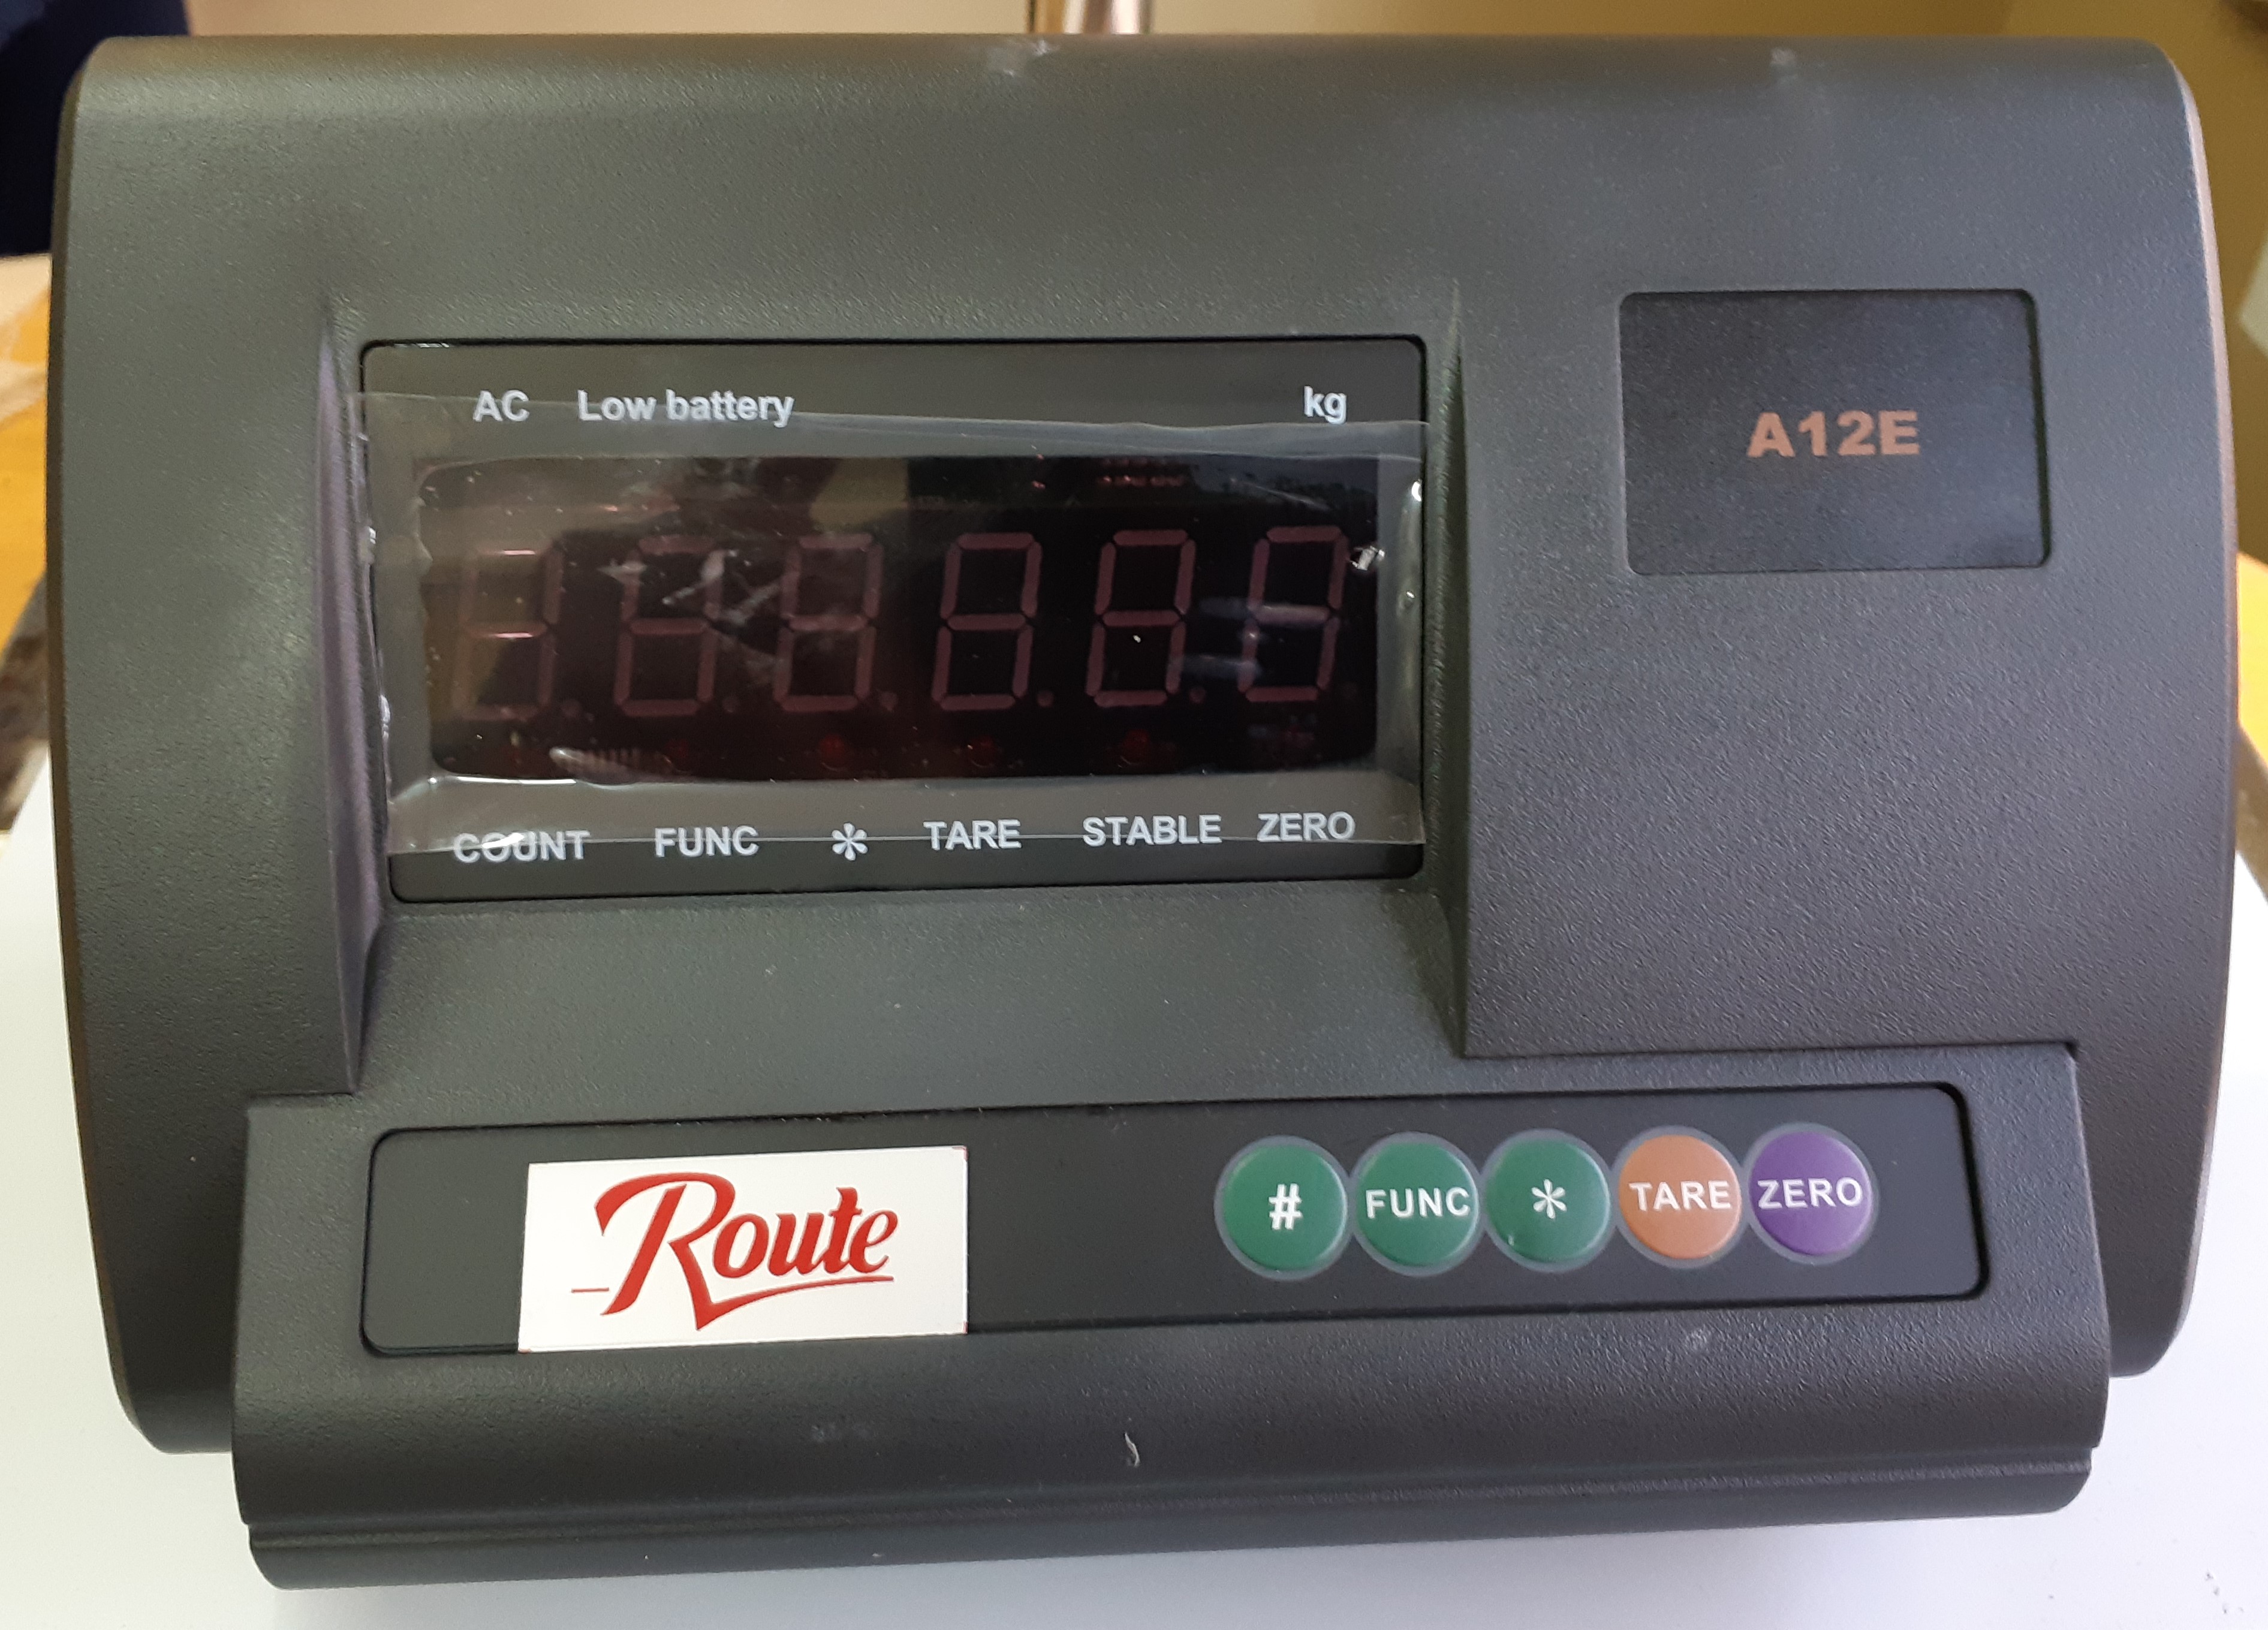 AC Low battery kg
A12E
COUNT FUNC * TARE STABLE ZERO
Route
# FUNC * TARE ZERO